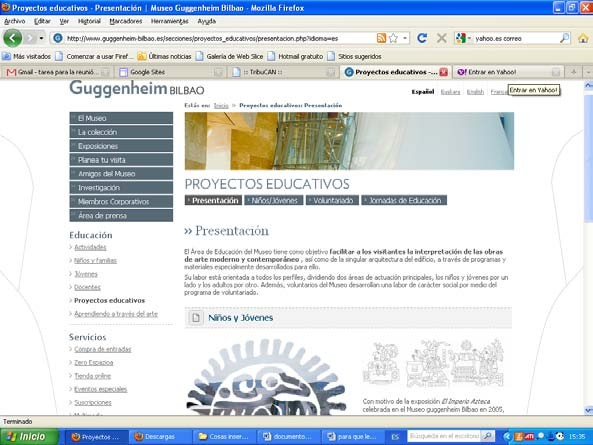 Proyectos educativos - Presentación | Museo Guggenheim Bilbao - Mozilla Firefox
Archivo Editar Ver Historial Marcadores Herramientas Ayuda
http://www.guggenheim-bilbao.es/secciones/proyectos_educativos/presentacion.php?idioma=es
yahoo.es correo
Más visitados Comenzar a usar Firef... Últimas noticias Galería de Web Slice Hotmail gratuito Sitios sugeridos
Gmail - tarea para la reunió... Google Sites :: TribuCAN :: Proyectos educativos -... Entrar en Yahoo!
Entrar en Yahoo!
Guggenheim BILBAO
Español Euskara English
Estás en: Inicio » Proyectos educativos: Presentación
El Museo
La colección
Exposiciones
Planea tu visita
Amigos del Museo
Investigación
Miembros Corporativos
Área de prensa
Educación
Actividades
Niños y familias
Jóvenes
Docentes
Proyectos educativos
Aprendiendo a través del arte
Servicios
Compra de entradas
Zero Espazioa
Tienda online
Eventos especiales
Suscripciones
PROYECTOS EDUCATIVOS
Presentación Niños/Jóvenes Voluntariado Jornadas de Educación
» Presentación
El Área de Educación del Museo tiene como objetivo facilitar a los visitantes la interpretación de las obras
de arte moderno y contemporáneo , así como de la singular arquitectura del edificio, a través de programas y
materiales especialmente desarrollados para ello.
Su labor está orientada a todos los perfiles, dividiendo dos áreas de actuación principales, los niños y jóvenes por un
lado y los adultos por otro. Además, voluntarios del Museo desarrollan una labor de carácter social por medio del
programa de voluntariado.
Niños y Jóvenes
Con motivo de la exposición El Imperio Azteca
celebrada en el Museo Guggenheim Bilbao en 2005,
Terminado
Inicio Proyectos ... Descargas Cosas inser... documento... para que le... ES Búsqueda en el escritorio 15:35